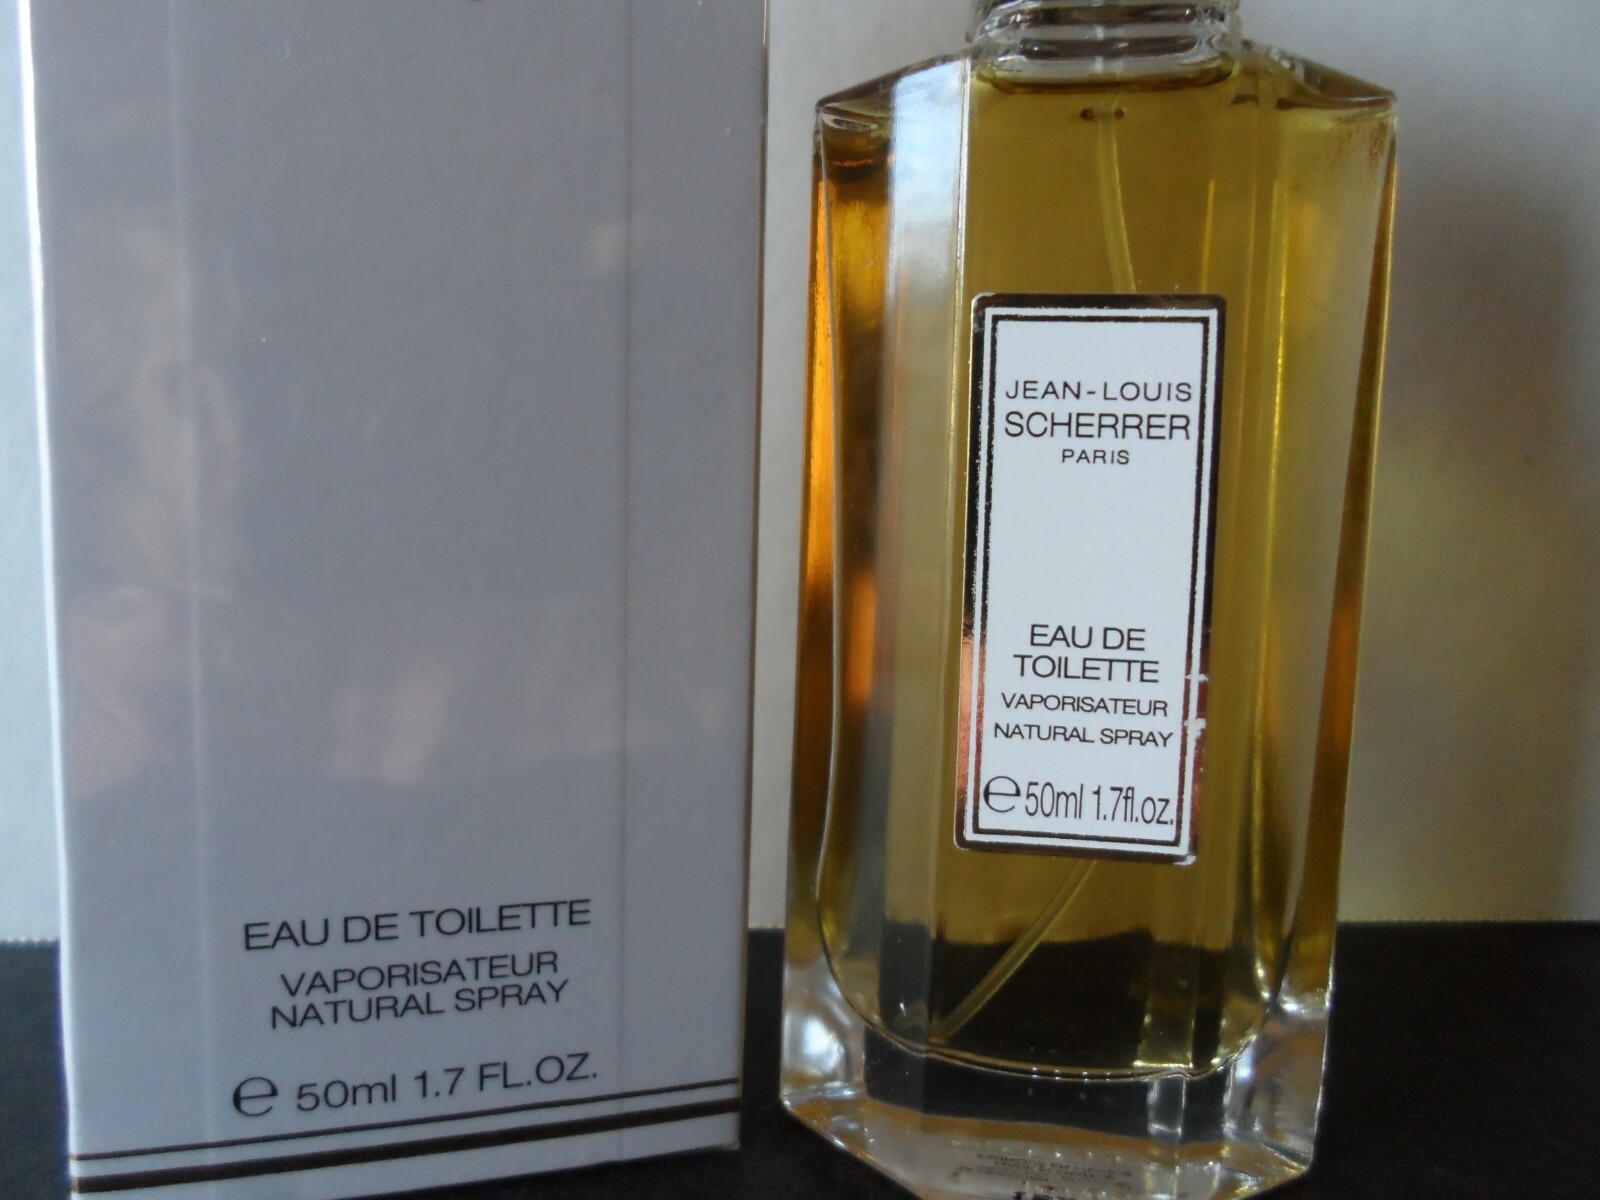 EAU DE TOILETTE
VAPORISATEUR
NATURAL SPRAY
e 50ml 1.7 FL.OZ.
JEAN-LOUIS
SCHERRER
PARIS
EAU DE
TOILETTE
VAPORISATEUR
NATURAL SPRAY
e 50ml 1.7fl.oz.